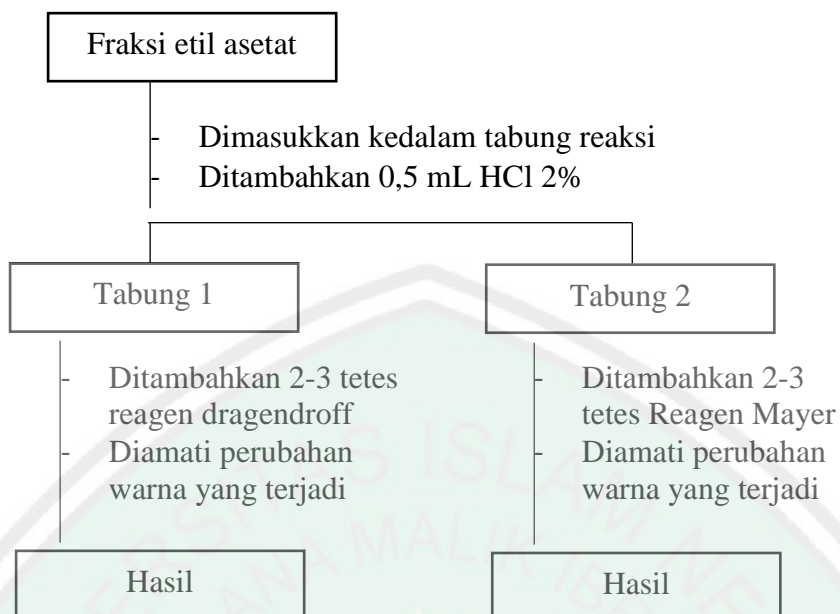 Fraksi etil asetat
- Dimasukkan kedalam tabung reaksi
- Ditambahkan 0,5 mL HCl 2%
Tabung 1
- Ditambahkan 2-3 tetes
reagen dragendroff
- Diamati perubahan
warna yang terjadi
Hasil
Tabung 2
- Ditambahkan 2-3
tetes Reagen Mayer
- Diamati perubahan
warna yang terjadi
Hasil